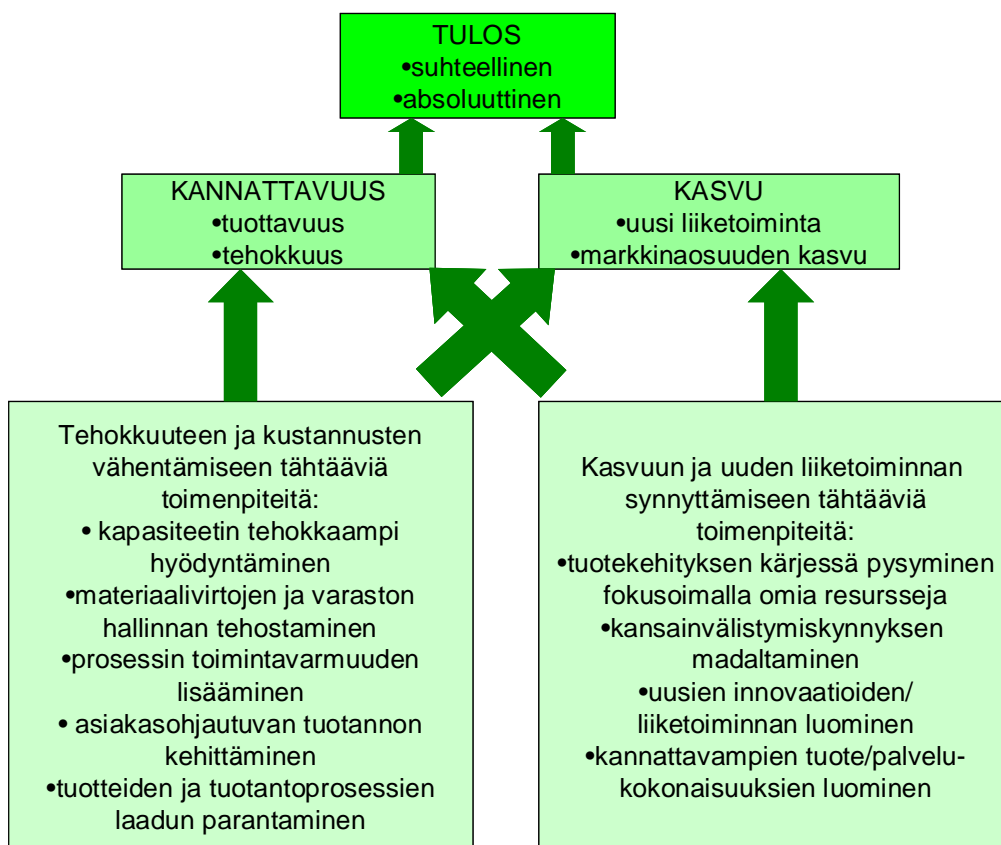 TULOS
•suhteellinen
•absoluuttinen
KANNATTAVUUS
•tuottavuus
•tehokkuus
KASVU
•uusi liiketoiminta
•markkinaosuuden kasvu
Tehokkuuteen ja kustannusten
vähentämiseen tähtääviä
toimenpiteitä:
• kapasiteetin tehokkaampi
hyödyntäminen
•materiaalivirtojen ja varaston
hallinnan tehostaminen
•prosessin toimintavarmuuden
lisääminen
• asiakasohjautuvan tuotannon
kehittäminen
•tuotteiden ja tuotantoprosessien
laadun parantaminen
Kasvuun ja uuden liiketoiminnan
synnyttämiseen tähtääviä
toimenpiteitä:
•tuotekehityksen kärjessä pysyminen
fokusoimalla omia resursseja
•kansainvälistymiskynnyksen
madaltaminen
•uusien innovaatioiden/
liiketoiminnan luominen
•kannattavampien tuote/palvelu-
kokonaisuuksien luominen